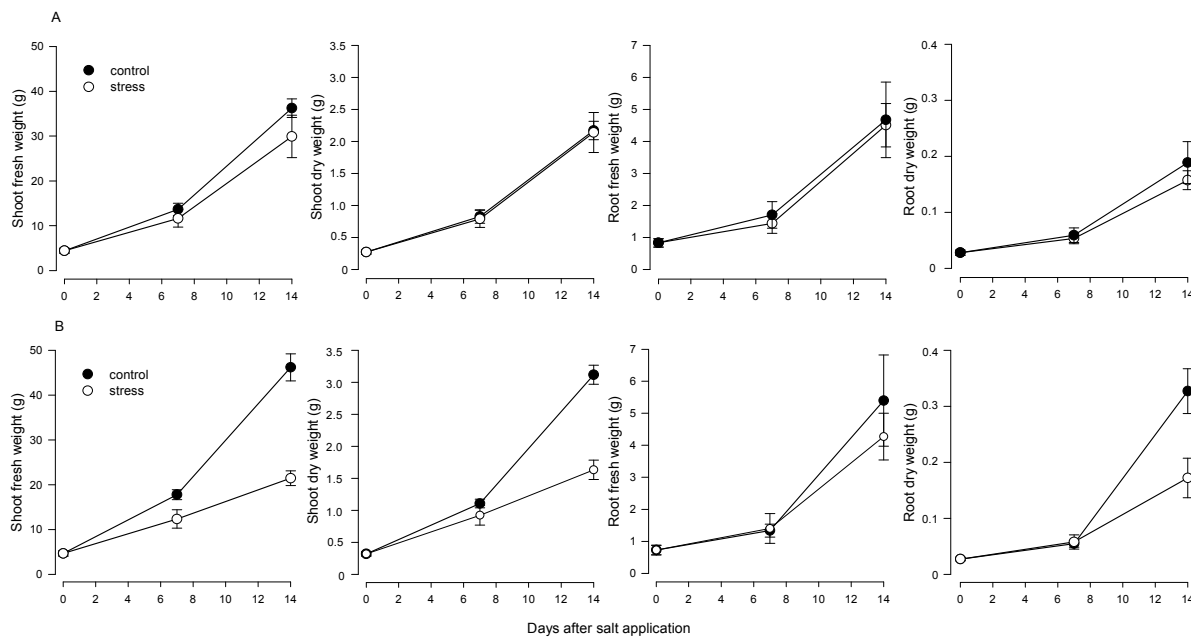 A
Shoot fresh weight (g)
50
40
30
20
10
0
control
stress
0 2 4 6 8 10 12 14
Shoot dry weight (g)
3.5
3.0
2.5
2.0
1.5
1.0
0.5
0.0
0 2 4 6 8 10 12 14
Root fresh weight (g)
7
6
5
4
3
2
1
0
0 2 4 6 8 10 12 14
Root dry weight (g)
0.4
0.3
0.2
0.1
0
0 2 4 6 8 10 12 14
B
Shoot fresh weight (g)
50
40
30
20
10
0
control
stress
0 2 4 6 8 10 12 14
Shoot dry weight (g)
3.5
3.0
2.5
2.0
1.5
1.0
0.5
0.0
0 2 4 6 8 10 12 14
Root fresh weight (g)
7
6
5
4
3
2
1
0
0 2 4 6 8 10 12 14
Root dry weight (g)
0.4
0.3
0.2
0.1
0
0 2 4 6 8 10 12 14
Days after salt application